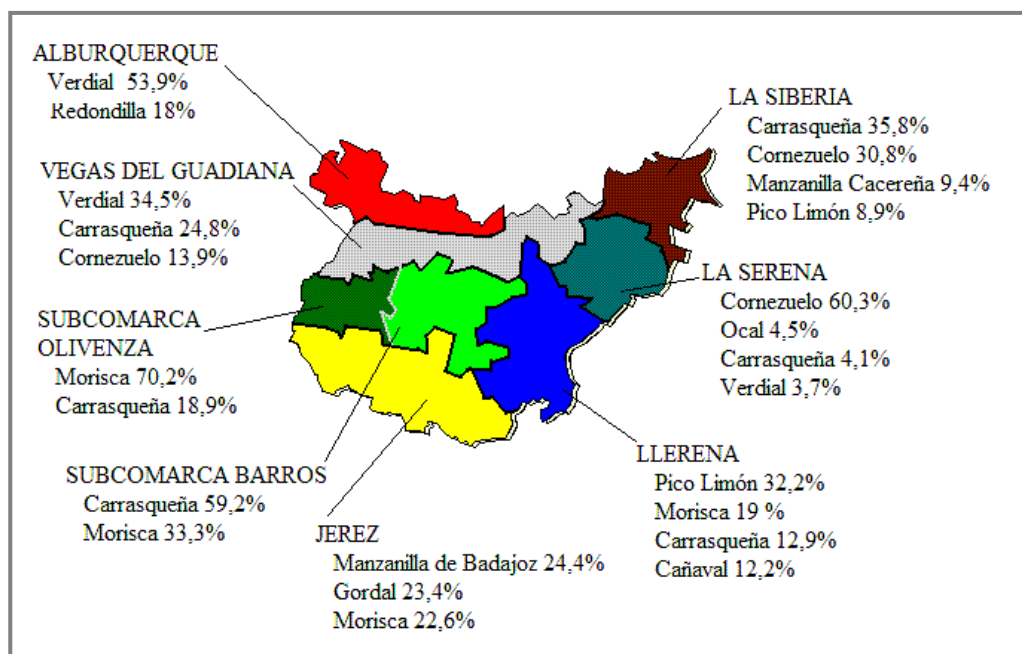 ALBURQUERQUE
Verdial 53,9%
Redondilla 18%
VEGAS DEL GUADIANA
Verdial 34,5%
Carrasqueña 24,8%
Cornezuelo 13,9%
SUBCOMARCA
OLIVENZA
Morisca 70,2%
Carrasqueña 18,9%
SUBCOMARCA BARROS
Carrasqueña 59,2%
Morisca 33,3%
JEREZ
Manzanilla de Badajoz 24,4%
Gordal 23,4%
Morisca 22,6%
LA SIBERIA
Carrasqueña 35,8%
Cornezuelo 30,8%
Manzanilla Cacereña 9,4%
Pico Limón 8,9%
LA SERENA
Cornezuelo 60,3%
Ocal 4,5%
Carrasqueña 4,1%
Verdial 3,7%
LLERENA
Pico Limón 32,2%
Morisca 19 %
Carrasqueña 12,9%
Cañaval 12,2%